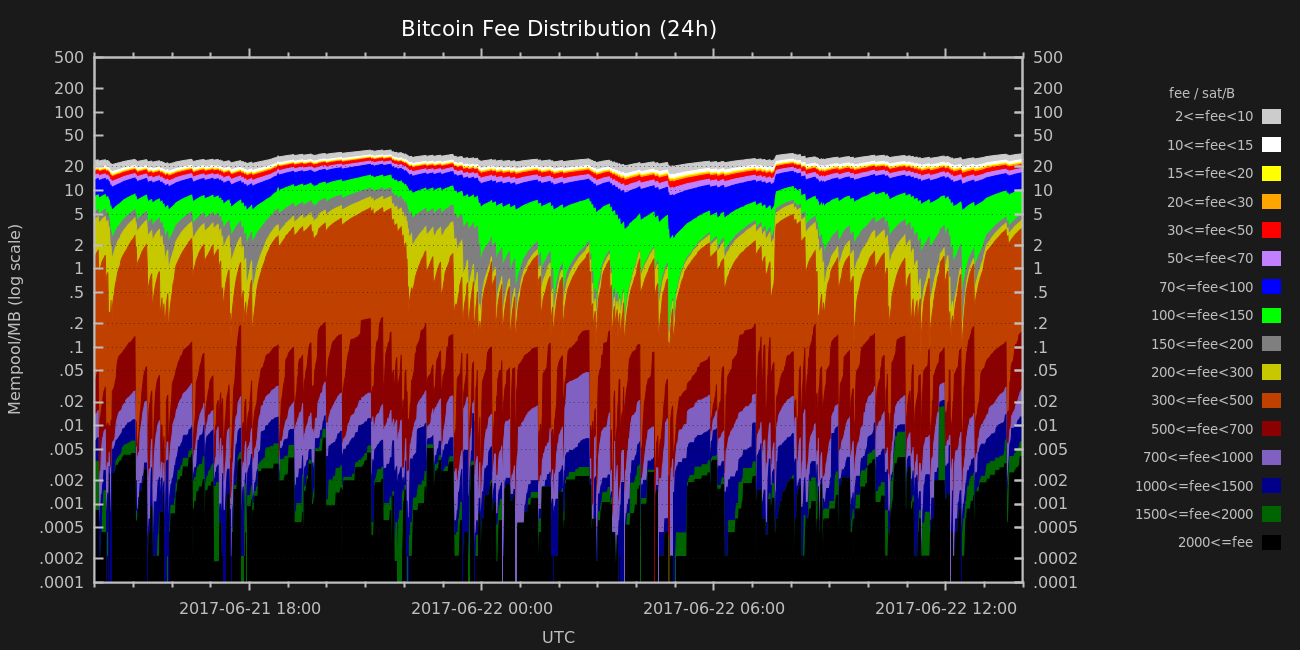 Bitcoin Fee Distribution (24h)
500
200
100
50
20
10
5
2
1
.5
.2
.1
.05
.02
.01
.005
.002
.001
.0005
.0002
.0001
Mempool/MB (log scale)
500
200
100
50
20
10
5
2
1
.5
.2
.1
.05
.02
.01
.005
.002
.001
.0005
.0002
.0001
2017-06-21 18:00
2017-06-22 00:00
2017-06-22 06:00
2017-06-22 12:00
UTC
fee / sat/B
2<=fee<10
10<=fee<15
15<=fee<20
20<=fee<30
30<=fee<50
50<=fee<70
70<=fee<100
100<=fee<150
150<=fee<200
200<=fee<300
300<=fee<500
500<=fee<700
700<=fee<1000
1000<=fee<1500
1500<=fee<2000
2000<=fee